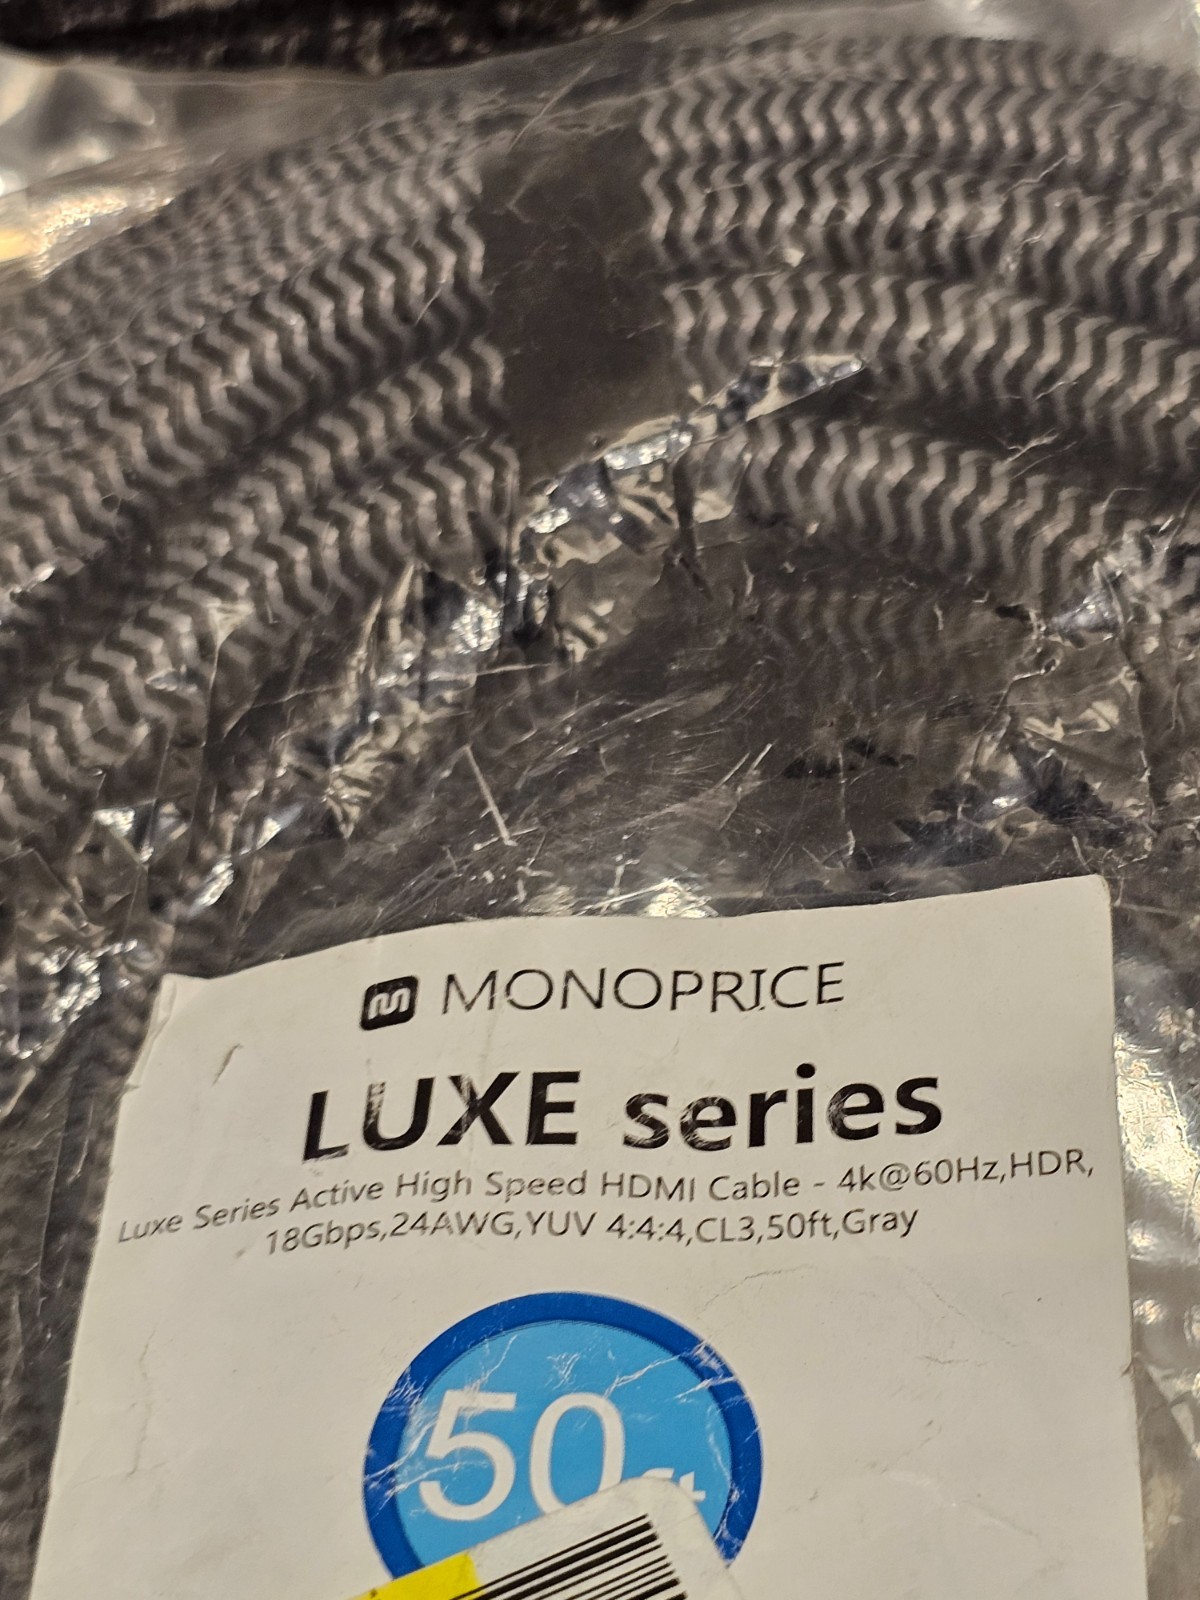 MONOPRICE
LUXE series
Luxe Series Active High Speed HDMI Cable - 4k@60Hz,HDR,
18Gbps,24AWG,YUV 4:4:4,CL3,50ft,Gray
50